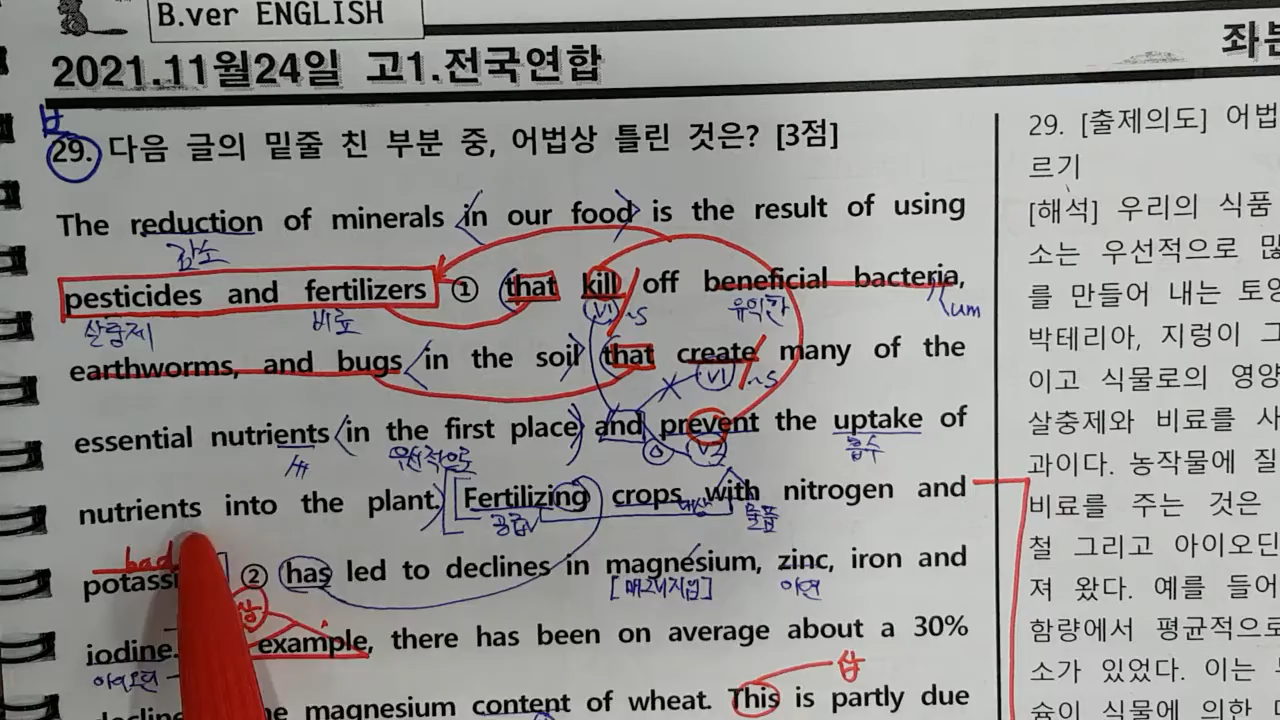 B.ver ENGLISH
2021.11월24일 고1.전국연합
29. 다음 글의 밑줄 친 부분 중, 어법상 틀린 것은? [3점]
The reduction of minerals in our food is the result of using
감소
pesticides and fertilizers ① that kill off beneficial bacteria,
살충제 비료 V1 유익한 um
earthworms, and bugs in the soil that create many of the
V1
essential nutrients in the first place and prevent the uptake of
우선적으로 V2 흡수
nutrients into the plant. Fertilizing crops with nitrogen and
공급
bad
② has led to declines in magnesium, zinc, iron and
아연
iodine. example, there has been on average about a 30%
magnesium content of wheat. This is partly due
29. [출제의도] 어법
르기
[해석] 우리의 식품
소는 우선적으로 많
를 만들어 내는 토양
박테리아, 지렁이 그
이고 식물로의 영양
살충제와 비료를 사
과이다. 농작물에 질
비료를 주는 것은
철 그리고 아이오딘
져 왔다. 예를 들어
함량에서 평균적으로
소가 있었다. 이는
슘이 식물에 의한